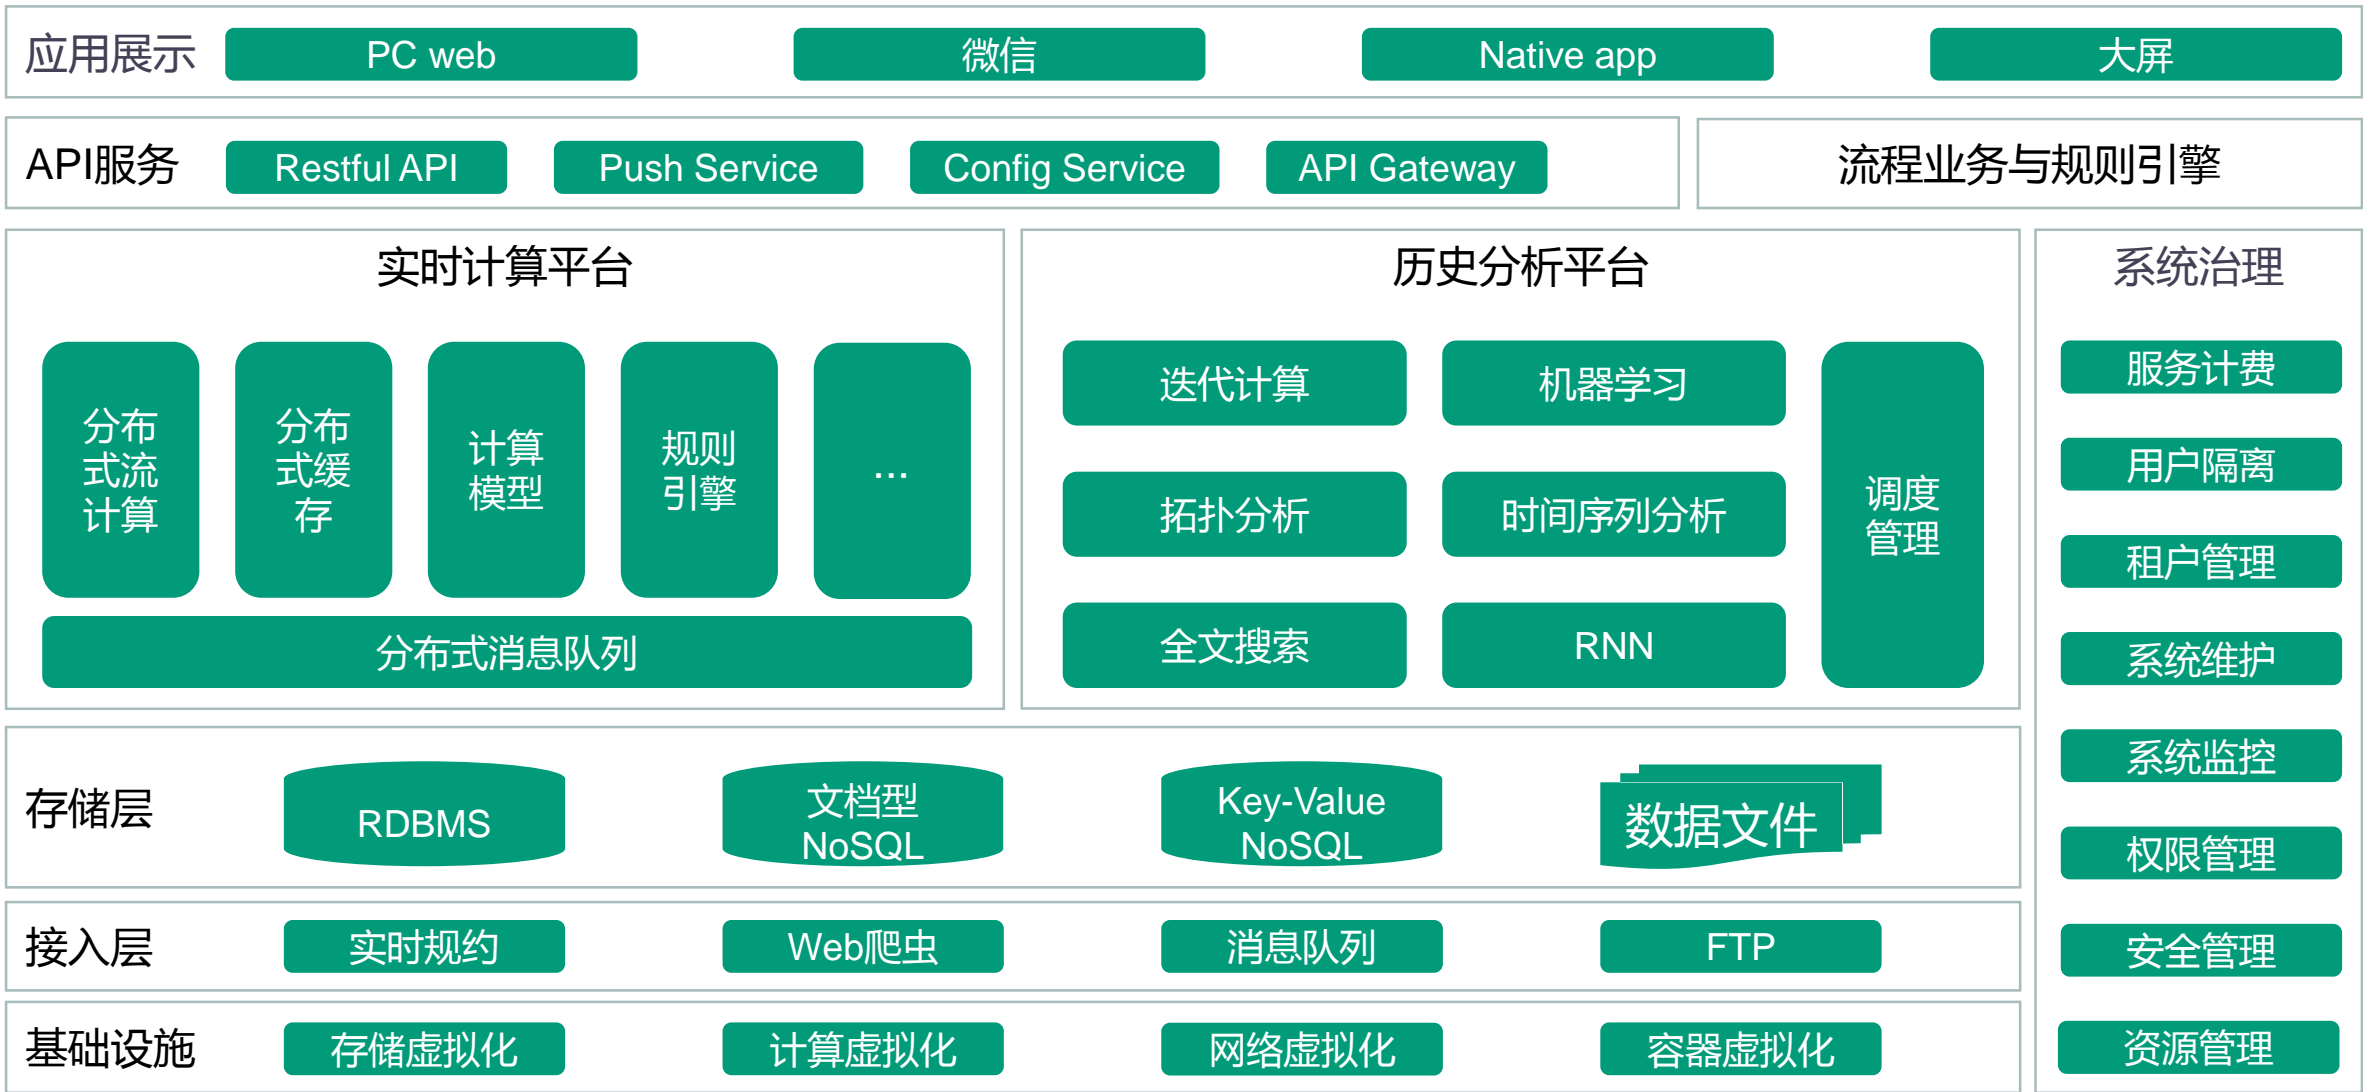 应用展示
PC web
微信
Native app
大屏
API服务
Restful API
Push Service
Config Service
API Gateway
流程业务与规则引擎
实时计算平台
分布
式流
计算
分布
式缓
存
计算
模型
规则
引擎
...
分布式消息队列
历史分析平台
迭代计算
机器学习
拓扑分析
时间序列分析
全文搜索
RNN
调度
管理
系统治理
服务计费
用户隔离
租户管理
系统维护
系统监控
权限管理
安全管理
资源管理
存储层
RDBMS
文档型
NoSQL
Key-Value
NoSQL
数据文件
接入层
实时规约
Web爬虫
消息队列
FTP
基础设施
存储虚拟化
计算虚拟化
网络虚拟化
容器虚拟化